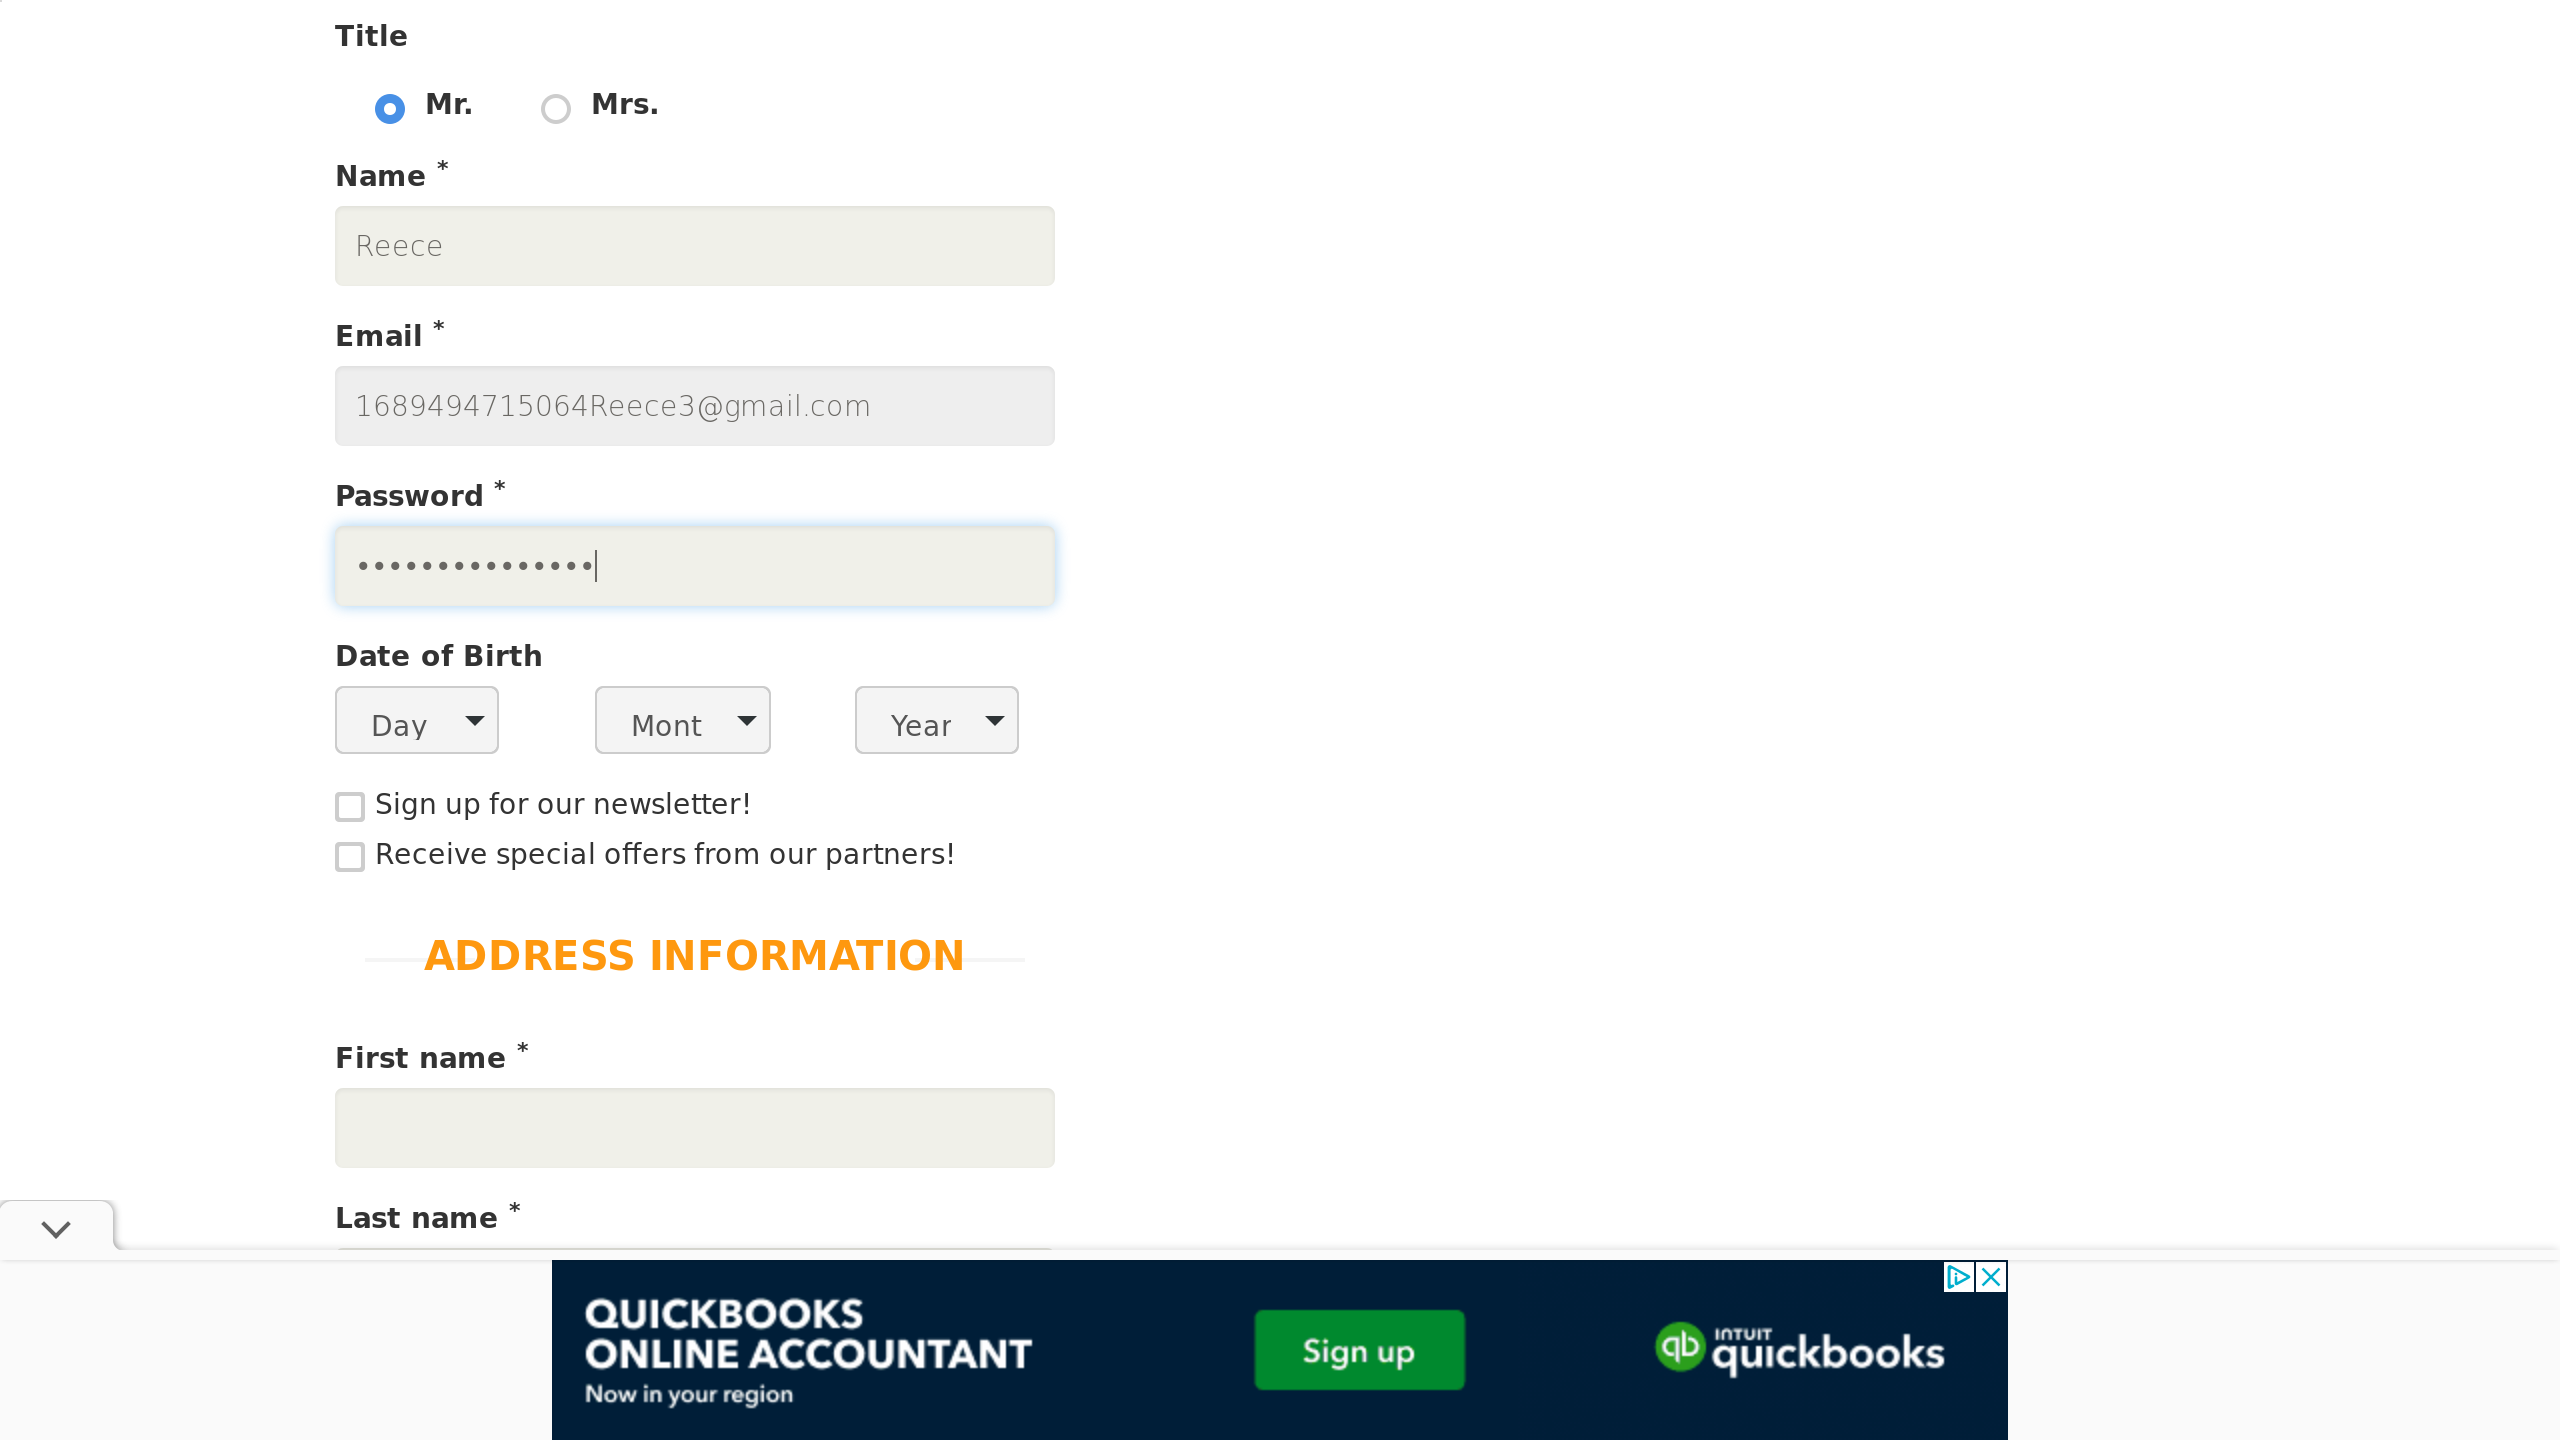 Title
Mr.
Mrs.
Name *
Reece
Email *
1689494715064Reece3@gmail.com
Password *
•••••••••••••••
Date of Birth
Day
Mont
Year
Sign up for our newsletter!
Receive special offers from our partners!
ADDRESS INFORMATION
First name *
Last name *
QUICKBOOKS
ONLINE ACCOUNTANT
Now in your region
Sign up
qb
INTUIT
quickbooks